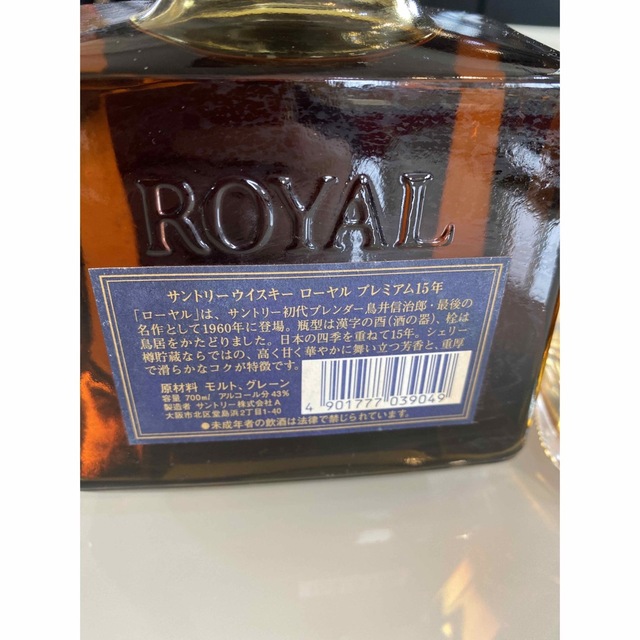 ROYAL
サントリーウイスキー ローヤル プレミアム15年
「ローヤル」は、サントリー初代ブレンダー鳥井信治郎・最後の
名作として1960年に登場。瓶型は漢字の酉(酒の器)、栓は
鳥居をかたどりました。日本の四季を重ねて15年。シェリー
樽貯蔵ならではの、高く甘く華やかに舞い立つ芳香と、重厚
で滑らかなコクが特徴です。
原材料 モルト、グレーン
容量 700ml アルコール分 43%
製造者 サントリー株式会社A
大阪市北区堂島浜2丁目1-40
4 901777 039049
●未成年者の飲酒は法律で禁じられています。